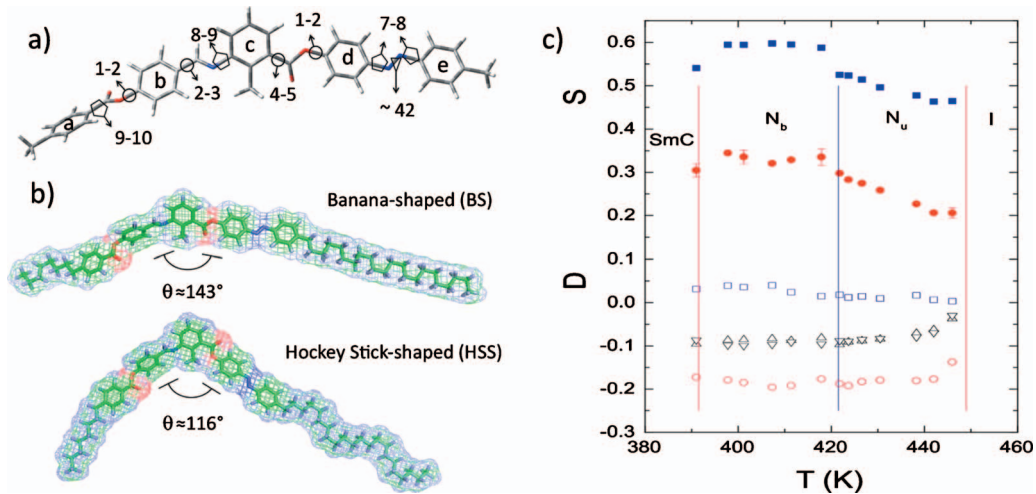 a)
8-9
1-2
7-8
c
1-2
b
d
e
2-3
4-5
~ 42
a
9-10
b)
Banana-shaped (BS)
θ≈143°
Hockey Stick-shaped (HSS)
θ≈116°
c)
S
D
0.6
0.5
0.4
0.3
0.2
0.1
0.0
-0.1
-0.2
-0.3
SmC
N_b
N_u
I
380
400
420
440
460
T (K)